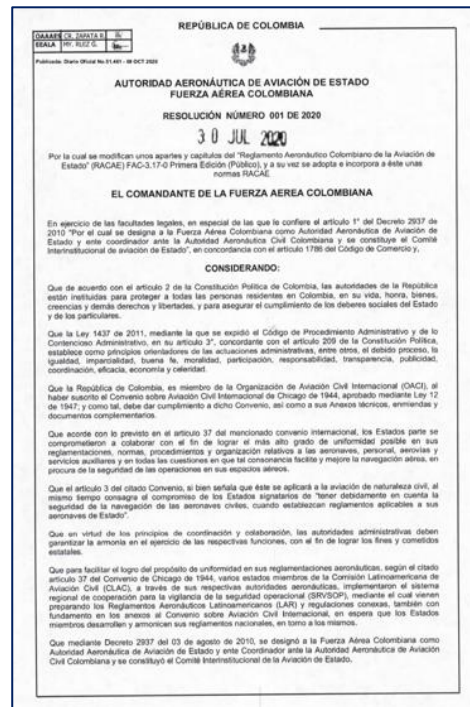 REPÚBLICA DE COLOMBIA
OAAAES CR. ZAPATA R.
EEALA MY. RUIZ G.
Publicada: Diario Oficial No.51.461 - 08 OCT 2020
AUTORIDAD AERONÁUTICA DE AVIACIÓN DE ESTADO
FUERZA AÉREA COLOMBIANA
RESOLUCIÓN NÚMERO 001 DE 2020
30 JUL 2020
Por la cual se modifican unos apartes y capítulos del "Reglamento Aeronáutico Colombiano de la Aviación de
Estado" (RACAE) FAC-3.17-O Primera Edición (Público), y a su vez se adopta e incorpora a éste unas
normas RACAE
EL COMANDANTE DE LA FUERZA AEREA COLOMBIANA
En ejercicio de las facultades legales, en especial de las que le confiere el artículo 1° del Decreto 2937 de
2010 "Por el cual se designa a la Fuerza Aérea Colombiana como Autoridad Aeronáutica de Aviación de
Estado y ente coordinador ante la Autoridad Aeronáutica Civil Colombiana y se constituye el Comité
Interinstitucional de aviación de Estado", en concordancia con el artículo 1786 del Código de Comercio y,
CONSIDERANDO:
Que de acuerdo con el artículo 2 de la Constitución Política de Colombia, las autoridades de la República
están instituidas para proteger a todas las personas residentes en Colombia, en su vida, honra, bienes,
creencias y demás derechos y libertades, y para asegurar el cumplimiento de los deberes sociales del Estado
y de los particulares.
Que la Ley 1437 de 2011, mediante la que se expidió el Código de Procedimiento Administrativo y de lo
Contencioso Administrativo, en su artículo 3°, concordante con el artículo 209 de la Constitución Política,
establece como principios orientadores de las actuaciones administrativas, entre otros, el debido proceso, la
igualdad, imparcialidad, buena fe, moralidad, participación, responsabilidad, transparencia, publicidad,
coordinación, eficacia, economía y celeridad.
Que la República de Colombia, es miembro de la Organización de Aviación Civil Internacional (OACI), al
haber suscrito el Convenio sobre Aviación Civil Internacional de Chicago de 1944, aprobado mediante Ley 12
de 1947; y como tal, debe dar cumplimiento a dicho Convenio, así como a sus Anexos técnicos, enmiendas y
documentos complementarios.
Que acorde con lo previsto en el artículo 37 del mencionado convenio internacional, los Estados parte se
comprometieron a colaborar con el fin de lograr el más alto grado de uniformidad posible en sus
reglamentaciones, normas, procedimientos y organización relativos a las aeronaves, personal, aerovías y
servicios auxiliares y en todas las cuestiones en que tal consonancia facilite y mejore la navegación aérea, en
procura de la seguridad de las operaciones en sus espacios aéreos.
Que el artículo 3 del citado Convenio, si bien señala que éste se aplicará a la aviación de naturaleza civil, al
mismo tiempo consagra el compromiso de los Estados signatarios de "tener debidamente en cuenta la
seguridad de la navegación de las aeronaves civiles, cuando establezcan reglamentos aplicables a sus
aeronaves de Estado".
Que en virtud de los principios de coordinación y colaboración, las autoridades administrativas deben
garantizar la armonía en el ejercicio de las respectivas funciones, con el fin de lograr los fines y cometidos
estatales.
Que para facilitar el logro del propósito de uniformidad en sus reglamentaciones aeronáuticas, según el citado
artículo 37 del Convenio de Chicago de 1944, varios estados miembros de la Comisión Latinoamericana de
Aviación Civil (CLAC), a través de sus respectivas autoridades aeronáuticas, implementaron el sistema
regional de cooperación para la vigilancia de la seguridad operacional (SRVSOP), mediante el cual vienen
preparando los Reglamentos Aeronáuticos Latinoamericanos (LAR) y regulaciones conexas, también con
fundamento en los anexos al Convenio sobre Aviación Civil Internacional, en espera que los Estados
miembros desarrollen y armonicen sus reglamentos nacionales, en torno a los mismos.
Que mediante Decreto 2937 del 03 de agosto de 2010, se designó a la Fuerza Aérea Colombiana como
Autoridad Aeronáutica de Aviación de Estado y ente Coordinador ante la Autoridad Aeronáutica de Aviación
Civil Colombiana y se constituyó el Comité Interinstitucional de la Aviación de Estado.